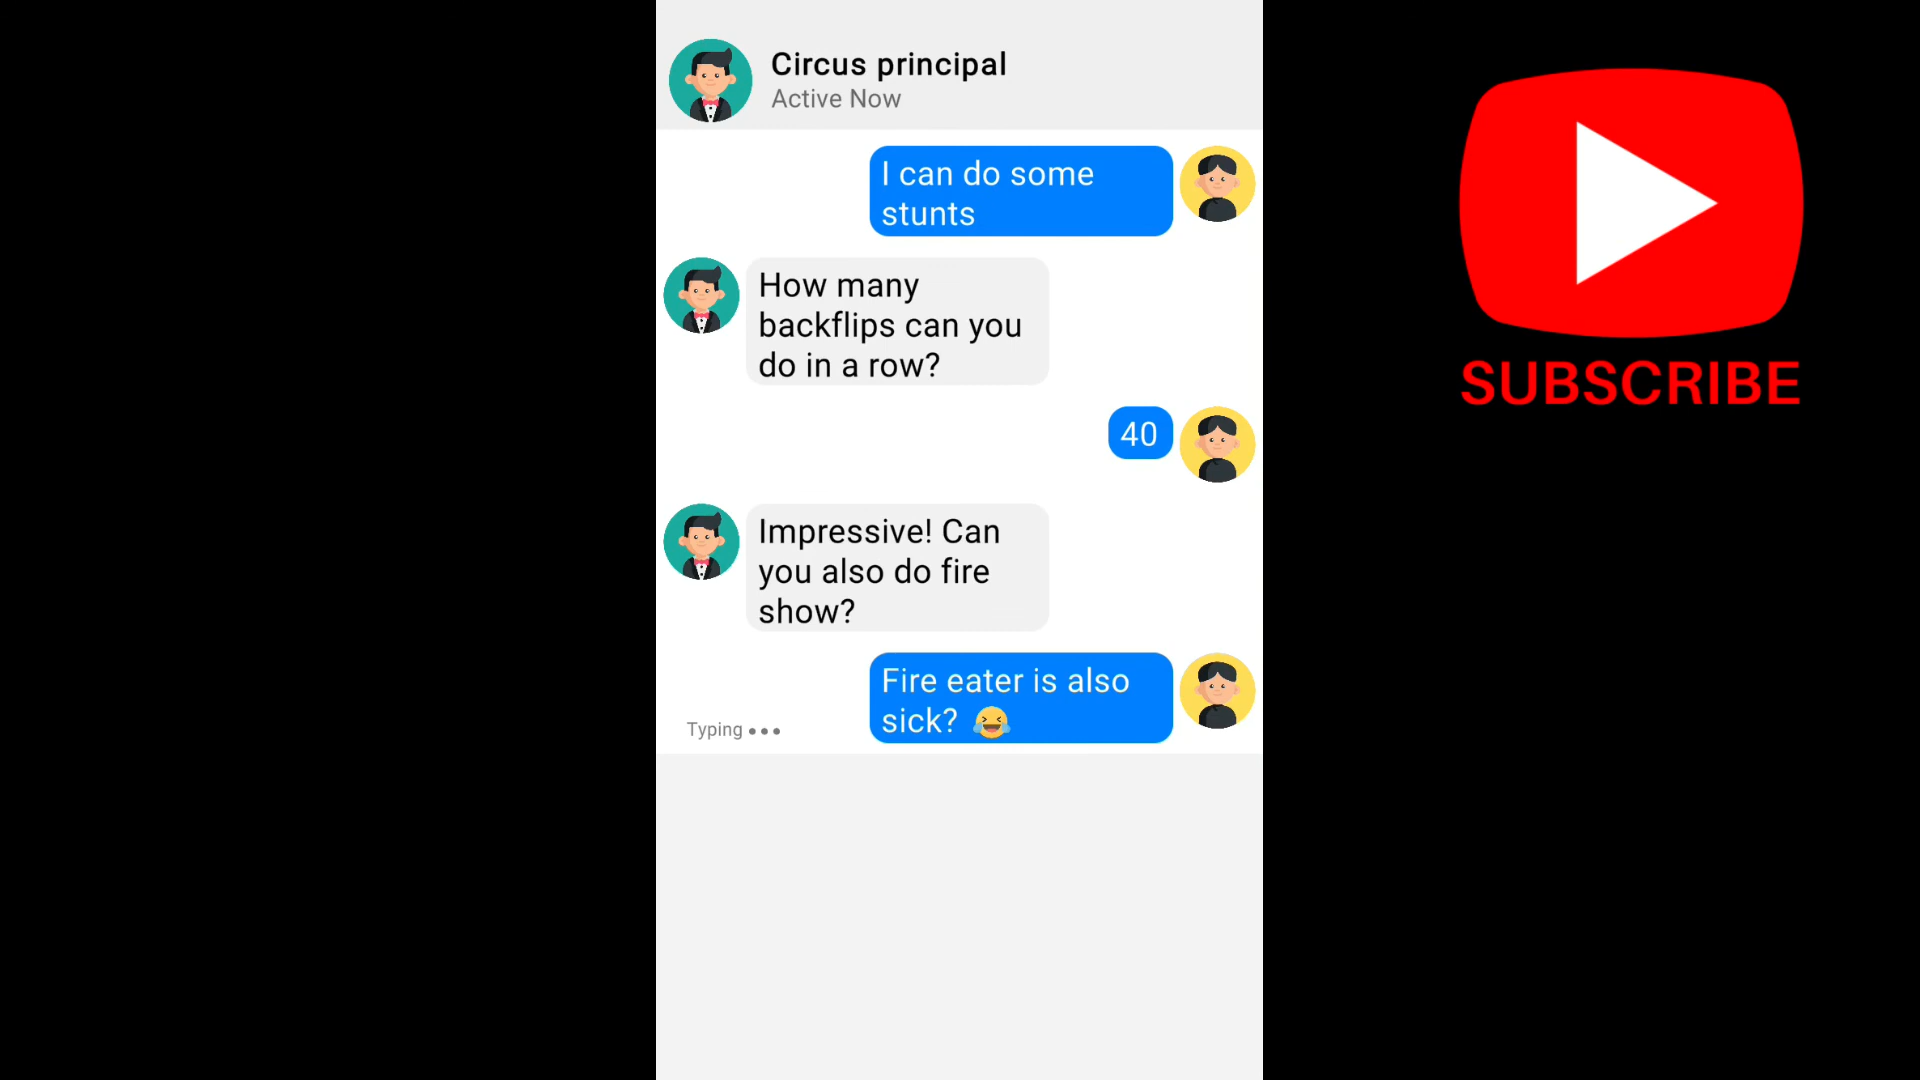 Circus principal
Active Now
I can do some
stunts
How many
backflips can you
do in a row?
40
Impressive! Can
you also do fire
show?
Fire eater is also
sick? 😂
Typing
SUBSCRIBE